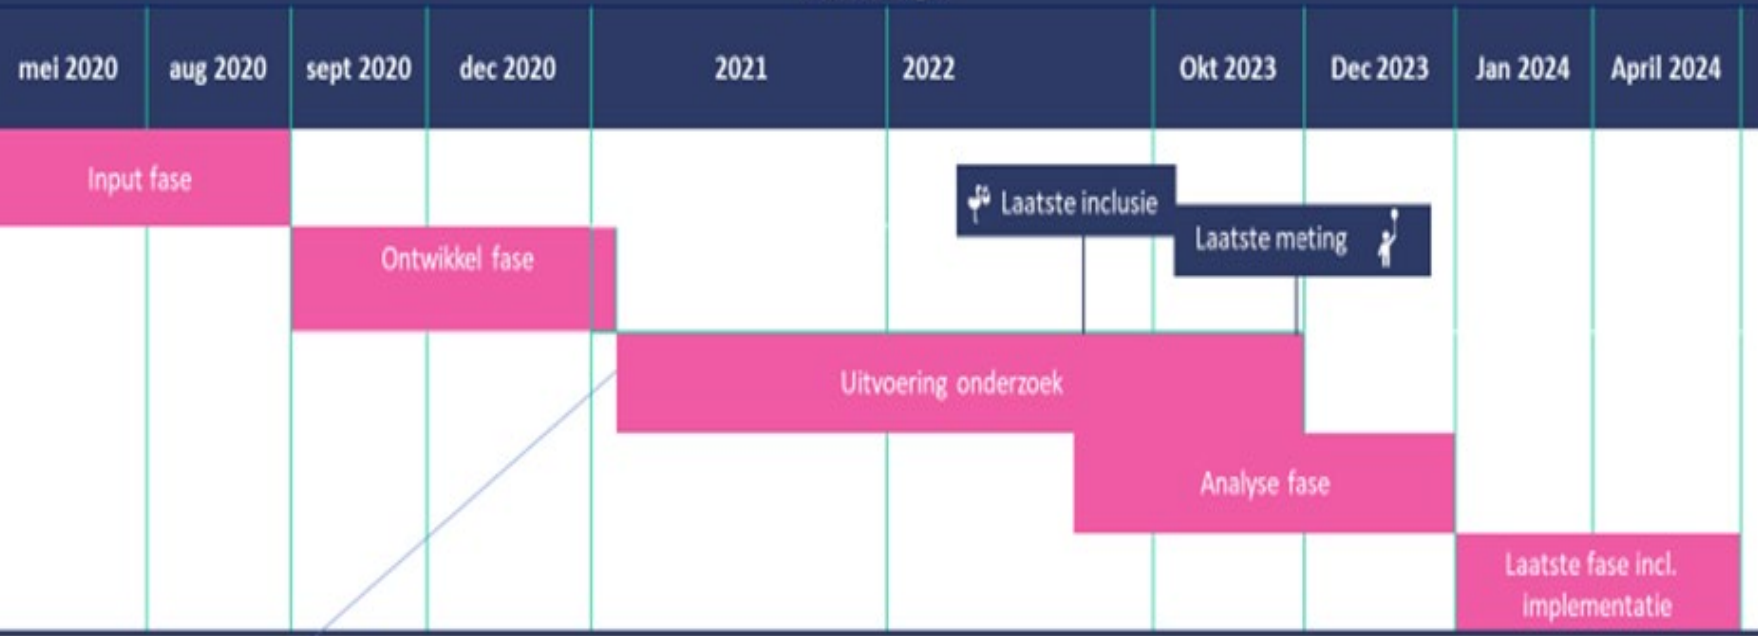 mei 2020 aug 2020 sept 2020 dec 2020 2021 2022 Okt 2023 Dec 2023 Jan 2024 April 2024
Input fase
Laatste inclusie
Laatste meting
Ontwikkel fase
Uitvoering onderzoek
Analyse fase
Laatste fase incl.
implementatie